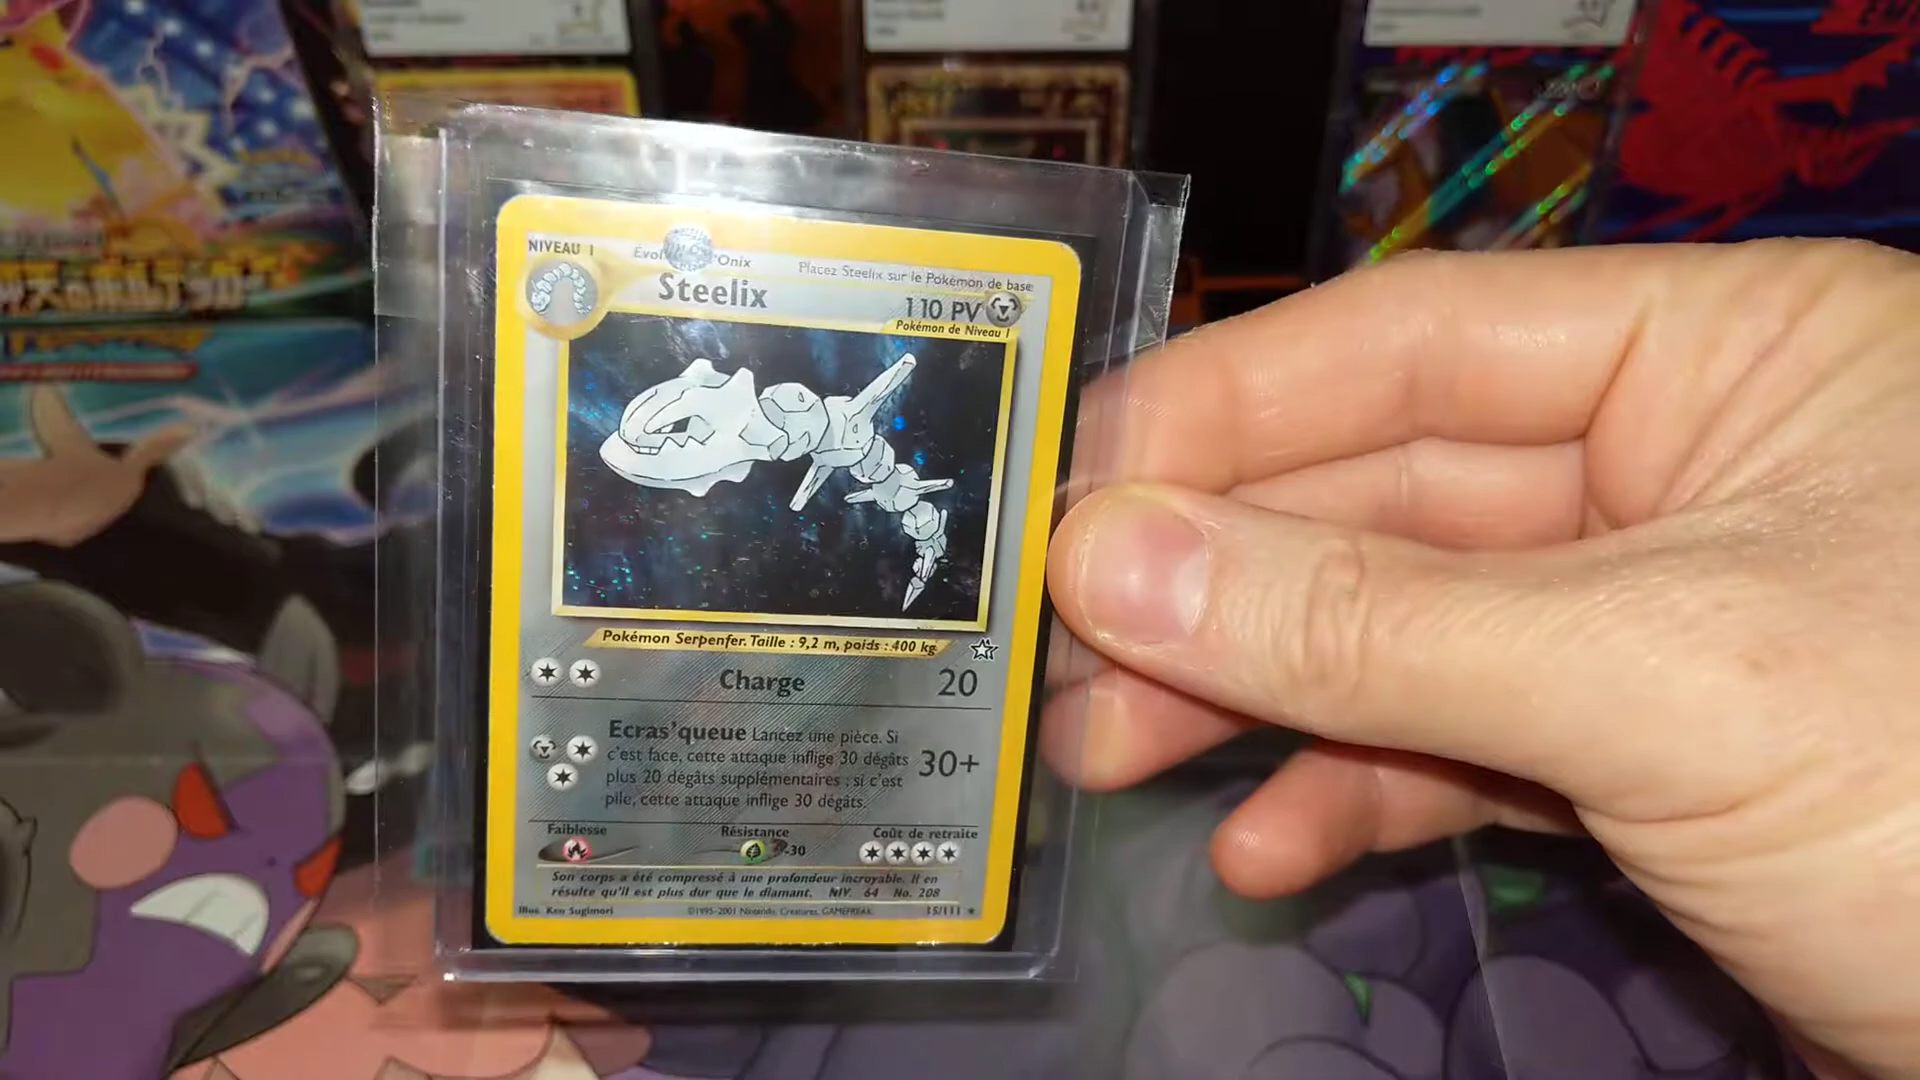 NIVEAU 1
Onix
Placez Steelix sur le Pokémon de base
Steelix
110 PV
Pokémon de Niveau 1
Pokémon Serpenfer. Taille : 9,2 m, poids : 400 kg
Charge 20
Ecras'queue Lancez une pièce. Si
c'est face, cette attaque inflige 30 dégâts
plus 20 dégâts supplémentaires ; si c'est
pile, cette attaque inflige 30 dégâts.
30+
Faiblesse Résistance Coût de retraite
-30
Son corps a été compressé à une profondeur incroyable. Il en
résulte qu'il est plus dur que le diamant. NIV. 64 No. 208
Illus. Ken Sugimori ©1995-2001 Nintendo, Creatures, GAMEFREAK. 15/111 ★